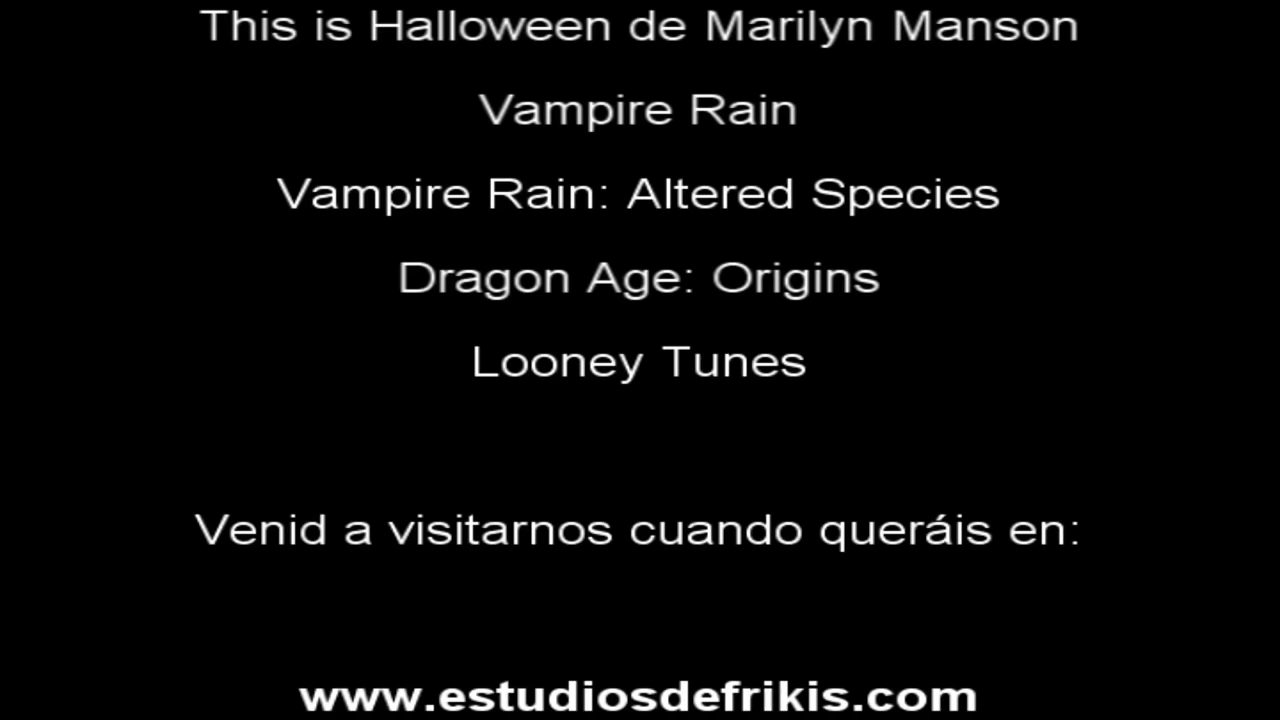 This is Halloween de Marilyn Manson
Vampire Rain
Vampire Rain: Altered Species
Dragon Age: Origins
Looney Tunes
Venid a visitarnos cuando queráis en:
www.estudiosdefrikis.com